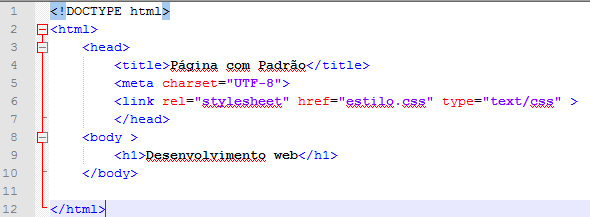 1 <!DOCTYPE html>
2 <html>
3 <head>
4 <title>Página com Padrão</title>
5 <meta charset="UTF-8">
6 <link rel="stylesheet" href="estilo.css" type="text/css" >
7 </head>
8 <body >
9 <h1>Desenvolvimento web</h1>
10 </body>
11
12 </html>